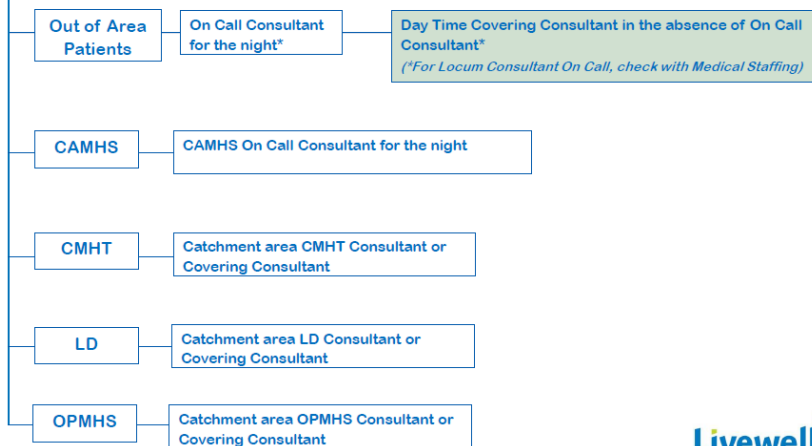 Out of Area
Patients
On Call Consultant
for the night*
Day Time Covering Consultant in the absence of On Call
Consultant*
(*For Locum Consultant On Call, check with Medical Staffing)
CAMHS
CAMHS On Call Consultant for the night
CMHT
Catchment area CMHT Consultant or
Covering Consultant
LD
Catchment area LD Consultant or
Covering Consultant
OPMHS
Catchment area OPMHS Consultant or
Covering Consultant
Livewell